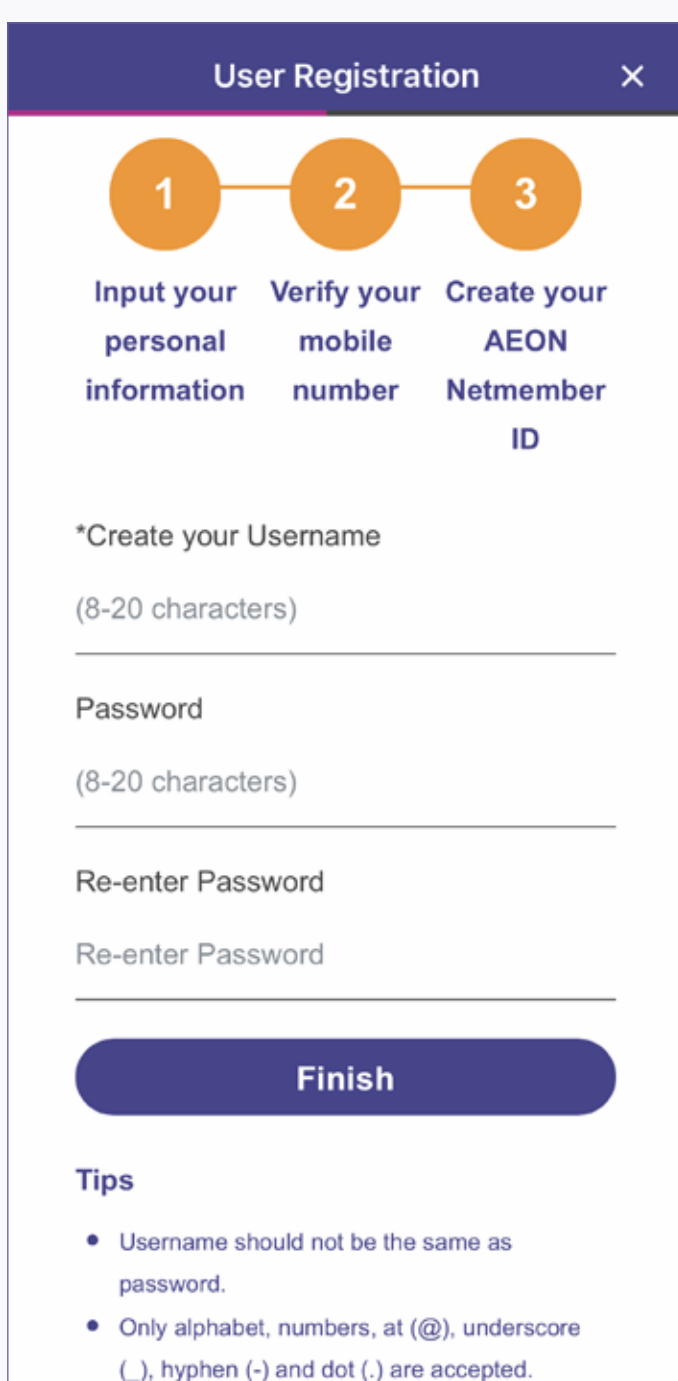 User Registration ×
1 2 3
Input your Verify your Create your
personal mobile AEON
information number Netmember
ID
*Create your Username
(8-20 characters)
Password
(8-20 characters)
Re-enter Password
Re-enter Password
Finish
Tips
• Username should not be the same as
password.
• Only alphabet, numbers, at (@), underscore
(_), hyphen (-) and dot (.) are accepted.